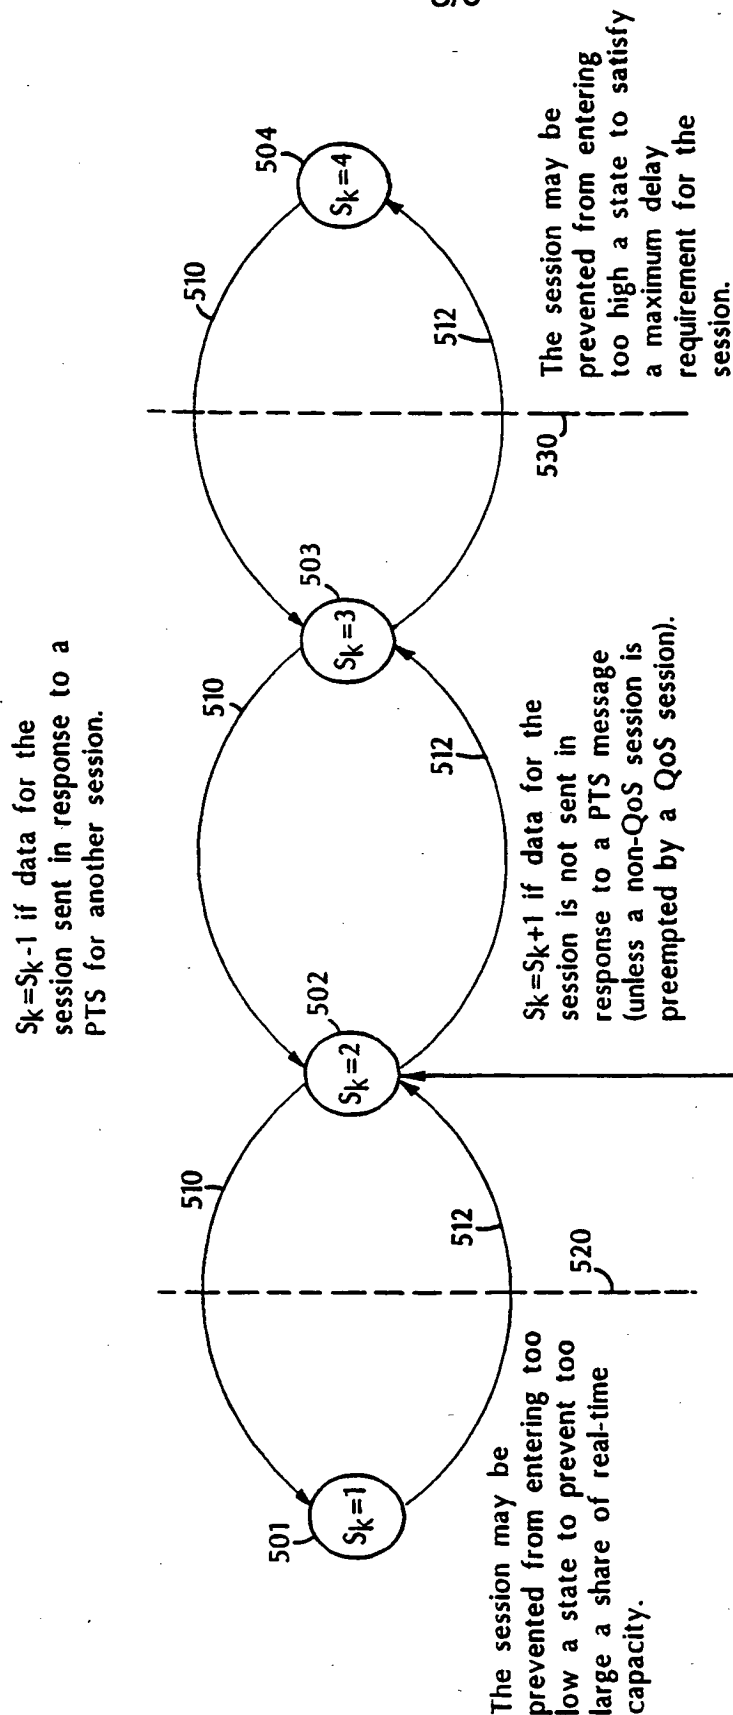 Sk=Sk-1 if data for the
session sent in response to a
PTS for another session.
510
510
510
501
Sk=1
502
Sk=2
503
Sk=3
504
Sk=4
512
512
512
520
530
The session may be
prevented from entering too
low a state to prevent too
large a share of real-time
capacity.
Sk=Sk+1 if data for the
session is not sent in
response to a PTS message
(unless a non-QoS session is
preempted by a QoS session).
The session may be
prevented from entering
too high a state to satisfy
a maximum delay
requirement for the
session.